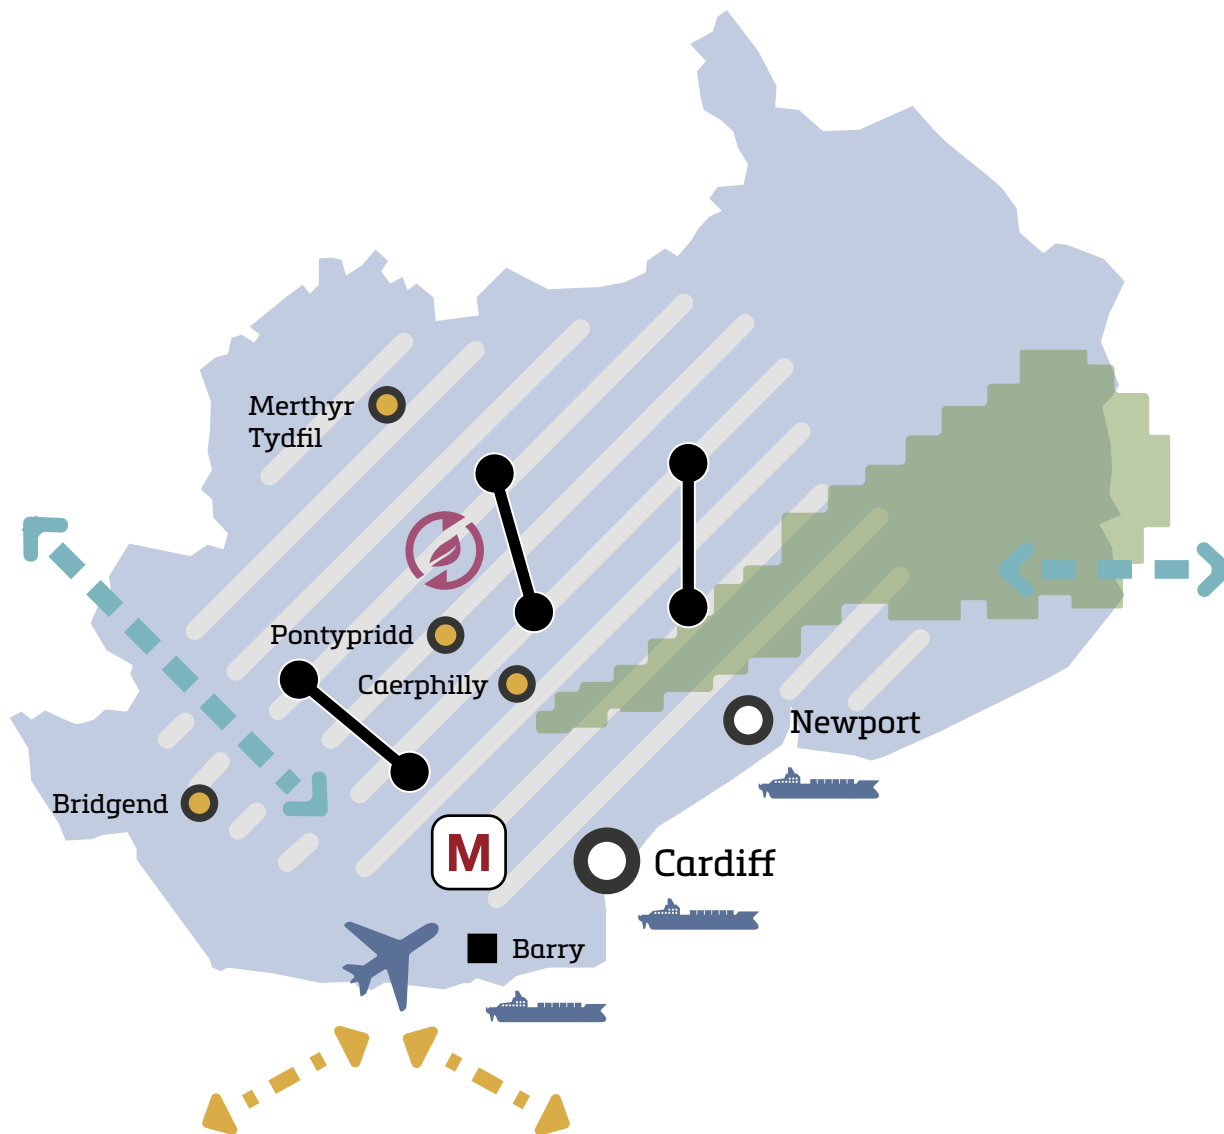 Merthyr
Tydfil
Pontypridd
Caerphilly
Newport
Bridgend
M
Cardiff
Barry